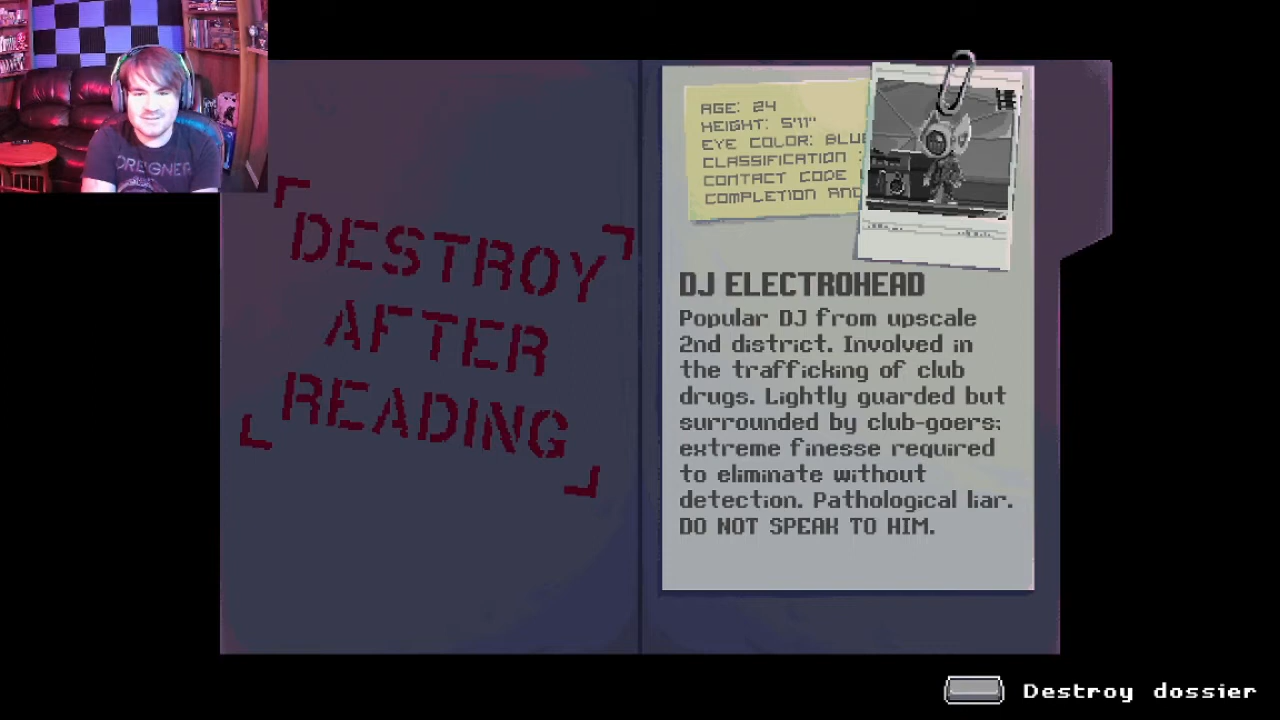 OREIGNER
DESTROY
AFTER
READING
AGE: 24
HEIGHT: 5'11"
EYE COLOR: BLUE
CLASSIFICATION :
CONTACT CODE
COMPLETION AND
DJ ELECTROHEAD
Popular DJ from upscale
2nd district. Involved in
the trafficking of club
drugs. Lightly guarded but
surrounded by club-goers;
extreme finesse required
to eliminate without
detection. Pathological liar.
DO NOT SPEAK TO HIM.
Destroy dossier